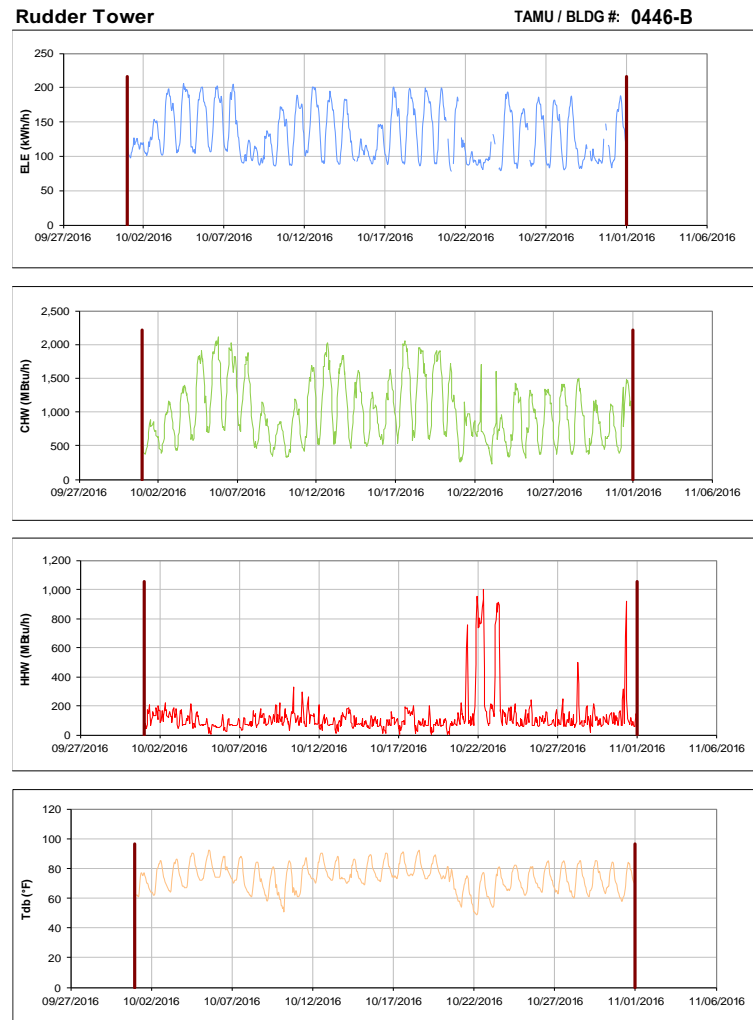 Rudder Tower TAMU / BLDG #: 0446-B
250
200
150
100
50
0
ELE (kWh/h)
09/27/2016 10/02/2016 10/07/2016 10/12/2016 10/17/2016 10/22/2016 10/27/2016 11/01/2016 11/06/2016
2,500
2,000
1,500
1,000
500
0
CHW (MBtu/h)
09/27/2016 10/02/2016 10/07/2016 10/12/2016 10/17/2016 10/22/2016 10/27/2016 11/01/2016 11/06/2016
1,200
1,000
800
600
400
200
0
HHW (MBtu/h)
09/27/2016 10/02/2016 10/07/2016 10/12/2016 10/17/2016 10/22/2016 10/27/2016 11/01/2016 11/06/2016
120
100
80
60
40
20
0
Tdb (°F)
09/27/2016 10/02/2016 10/07/2016 10/12/2016 10/17/2016 10/22/2016 10/27/2016 11/01/2016 11/06/2016